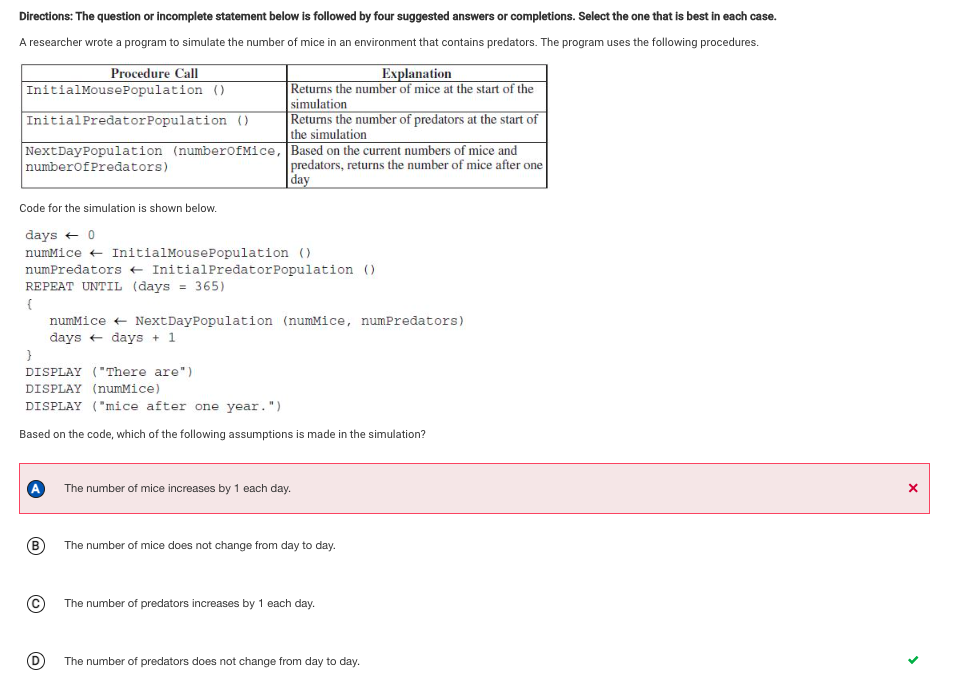 Directions: The question or incomplete statement below is followed by four suggested answers or completions. Select the one that is best in each case.
A researcher wrote a program to simulate the number of mice in an environment that contains predators. The program uses the following procedures.
Procedure Call Explanation
InitialMousePopulation () Returns the number of mice at the start of the
simulation
InitialPredatorPopulation () Returns the number of predators at the start of
the simulation
NextDayPopulation (numberOfMice, Based on the current numbers of mice and
numberOfPredators) predators, returns the number of mice after one
day
Code for the simulation is shown below.
days ← 0
numMice ← InitialMousePopulation ()
numPredators ← InitialPredatorPopulation ()
REPEAT UNTIL (days = 365)
{
numMice ← NextDayPopulation (numMice, numPredators)
days ← days + 1
}
DISPLAY ("There are")
DISPLAY (numMice)
DISPLAY ("mice after one year.")
Based on the code, which of the following assumptions is made in the simulation?
A The number of mice increases by 1 each day.
B The number of mice does not change from day to day.
C The number of predators increases by 1 each day.
D The number of predators does not change from day to day.